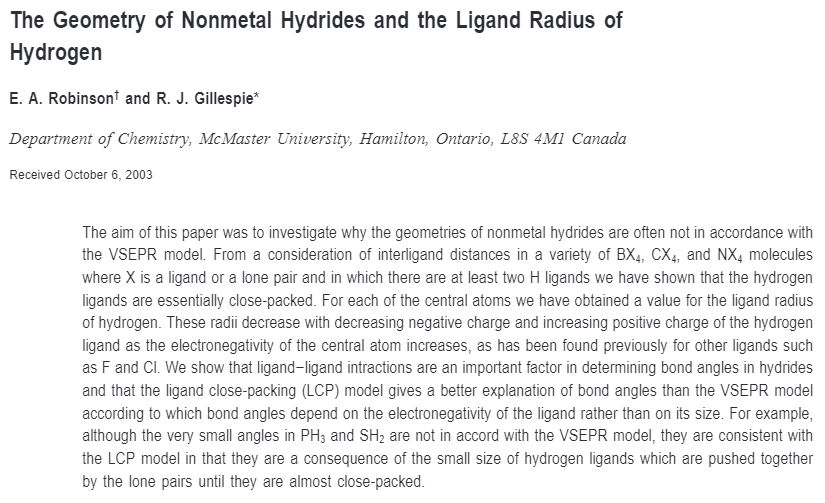 The Geometry of Nonmetal Hydrides and the Ligand Radius of
Hydrogen
E. A. Robinson† and R. J. Gillespie*
Department of Chemistry, McMaster University, Hamilton, Ontario, L8S 4M1 Canada
Received October 6, 2003
The aim of this paper was to investigate why the geometries of nonmetal hydrides are often not in accordance with
the VSEPR model. From a consideration of interligand distances in a variety of BX₄, CX₄, and NX₄ molecules
where X is a ligand or a lone pair and in which there are at least two H ligands we have shown that the hydrogen
ligands are essentially close-packed. For each of the central atoms we have obtained a value for the ligand radius
of hydrogen. These radii decrease with decreasing negative charge and increasing positive charge of the hydrogen
ligand as the electronegativity of the central atom increases, as has been found previously for other ligands such
as F and Cl. We show that ligand−ligand intractions are an important factor in determining bond angles in hydrides
and that the ligand close-packing (LCP) model gives a better explanation of bond angles than the VSEPR model
according to which bond angles depend on the electronegativity of the ligand rather than on its size. For example,
although the very small angles in PH₃ and SH₂ are not in accord with the VSEPR model, they are consistent with
the LCP model in that they are a consequence of the small size of hydrogen ligands which are pushed together
by the lone pairs until they are almost close-packed.